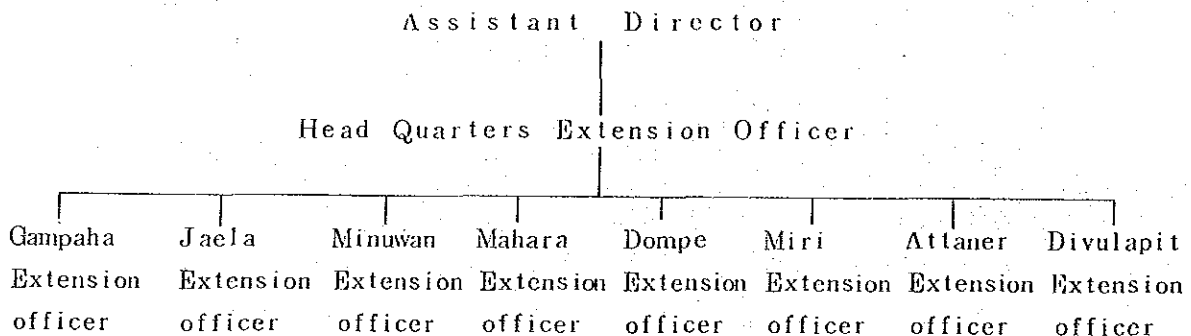 Assistant Director
Head Quarters Extension Officer
Gampaha Jaela Minuwan Mahara Dompe Miri Attaner Divulapit
Extension Extension Extension Extension Extension Extension Extension Extension
officer officer officer officer officer officer officer officer